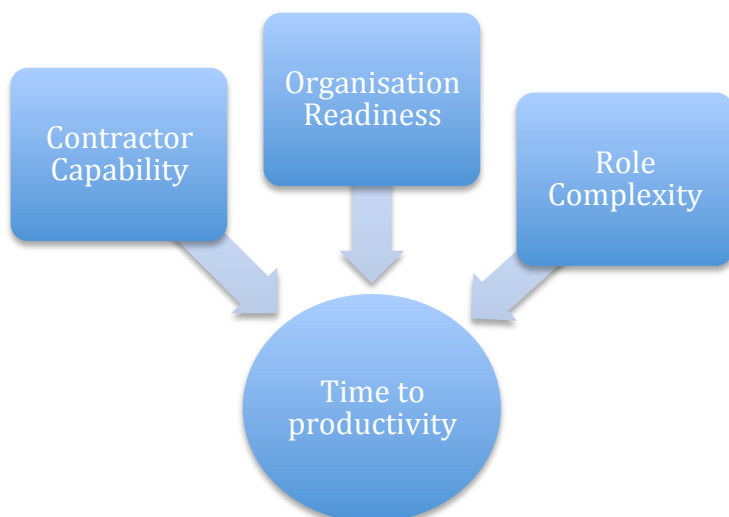 Contractor
Capability
Organisation
Readiness
Role
Complexity
Time to
productivity